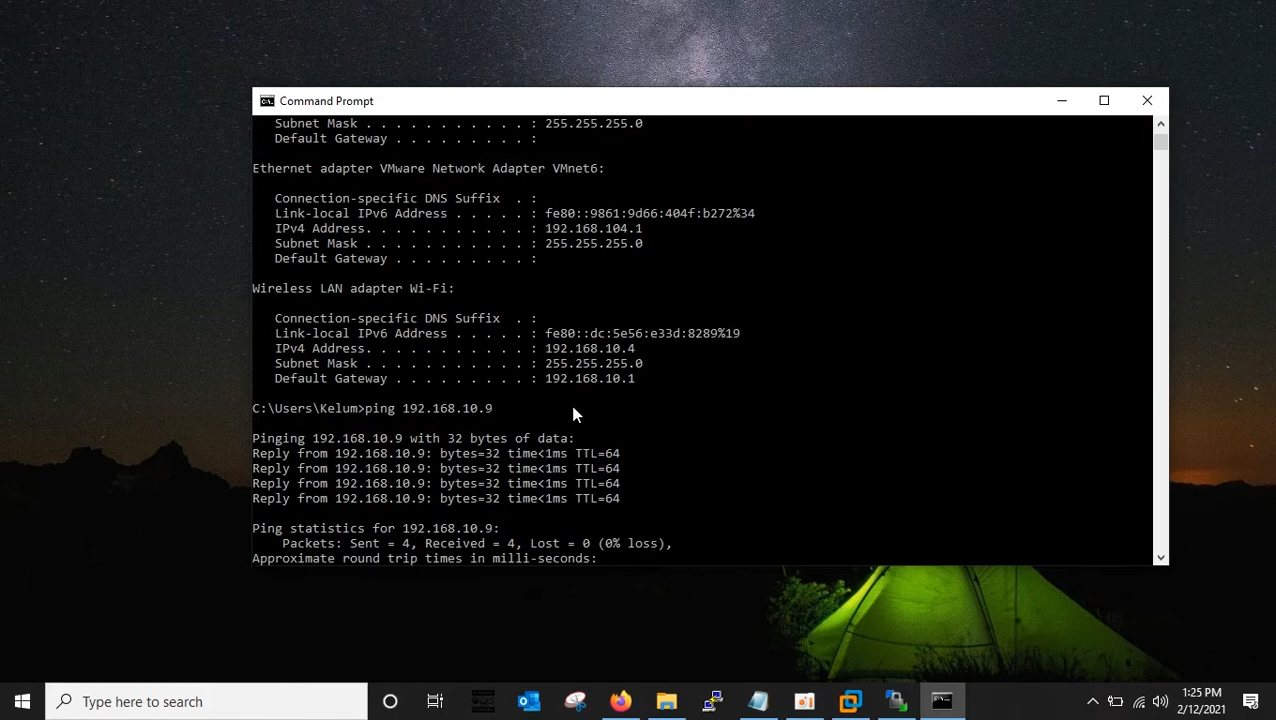 Command Prompt
Subnet Mask . . . . . . . . . . . : 255.255.255.0
Default Gateway . . . . . . . . . :
Ethernet adapter VMware Network Adapter VMnet6:
Connection-specific DNS Suffix  . :
Link-local IPv6 Address . . . . . : fe80::9861:9d66:404f:b272%34
IPv4 Address. . . . . . . . . . . : 192.168.104.1
Subnet Mask . . . . . . . . . . . : 255.255.255.0
Default Gateway . . . . . . . . . :
Wireless LAN adapter Wi-Fi:
Connection-specific DNS Suffix  . :
Link-local IPv6 Address . . . . . : fe80::dc:5e56:e33d:8289%19
IPv4 Address. . . . . . . . . . . : 192.168.10.4
Subnet Mask . . . . . . . . . . . : 255.255.255.0
Default Gateway . . . . . . . . . : 192.168.10.1
C:\Users\Kelum>ping 192.168.10.9
Pinging 192.168.10.9 with 32 bytes of data:
Reply from 192.168.10.9: bytes=32 time<1ms TTL=64
Reply from 192.168.10.9: bytes=32 time<1ms TTL=64
Reply from 192.168.10.9: bytes=32 time<1ms TTL=64
Reply from 192.168.10.9: bytes=32 time<1ms TTL=64
Ping statistics for 192.168.10.9:
Packets: Sent = 4, Received = 4, Lost = 0 (0% loss),
Approximate round trip times in milli-seconds:
Type here to search
:25 PM
2/12/2021